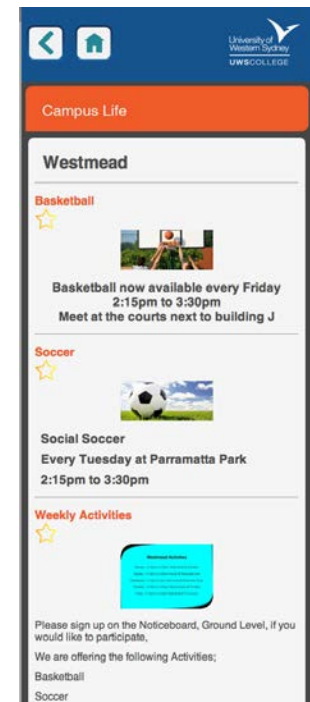 University of
Western Sydney
UWSCOLLEGE
Campus Life
Westmead
Basketball
Basketball now available every Friday
2:15pm to 3:30pm
Meet at the courts next to building J
Soccer
Social Soccer
Every Tuesday at Parramatta Park
2:15pm to 3:30pm
Weekly Activities
Westmead Activities
Please sign up on the Noticeboard, Ground Level, if you
would like to participate,
We are offering the following Activities;
Basketball
Soccer